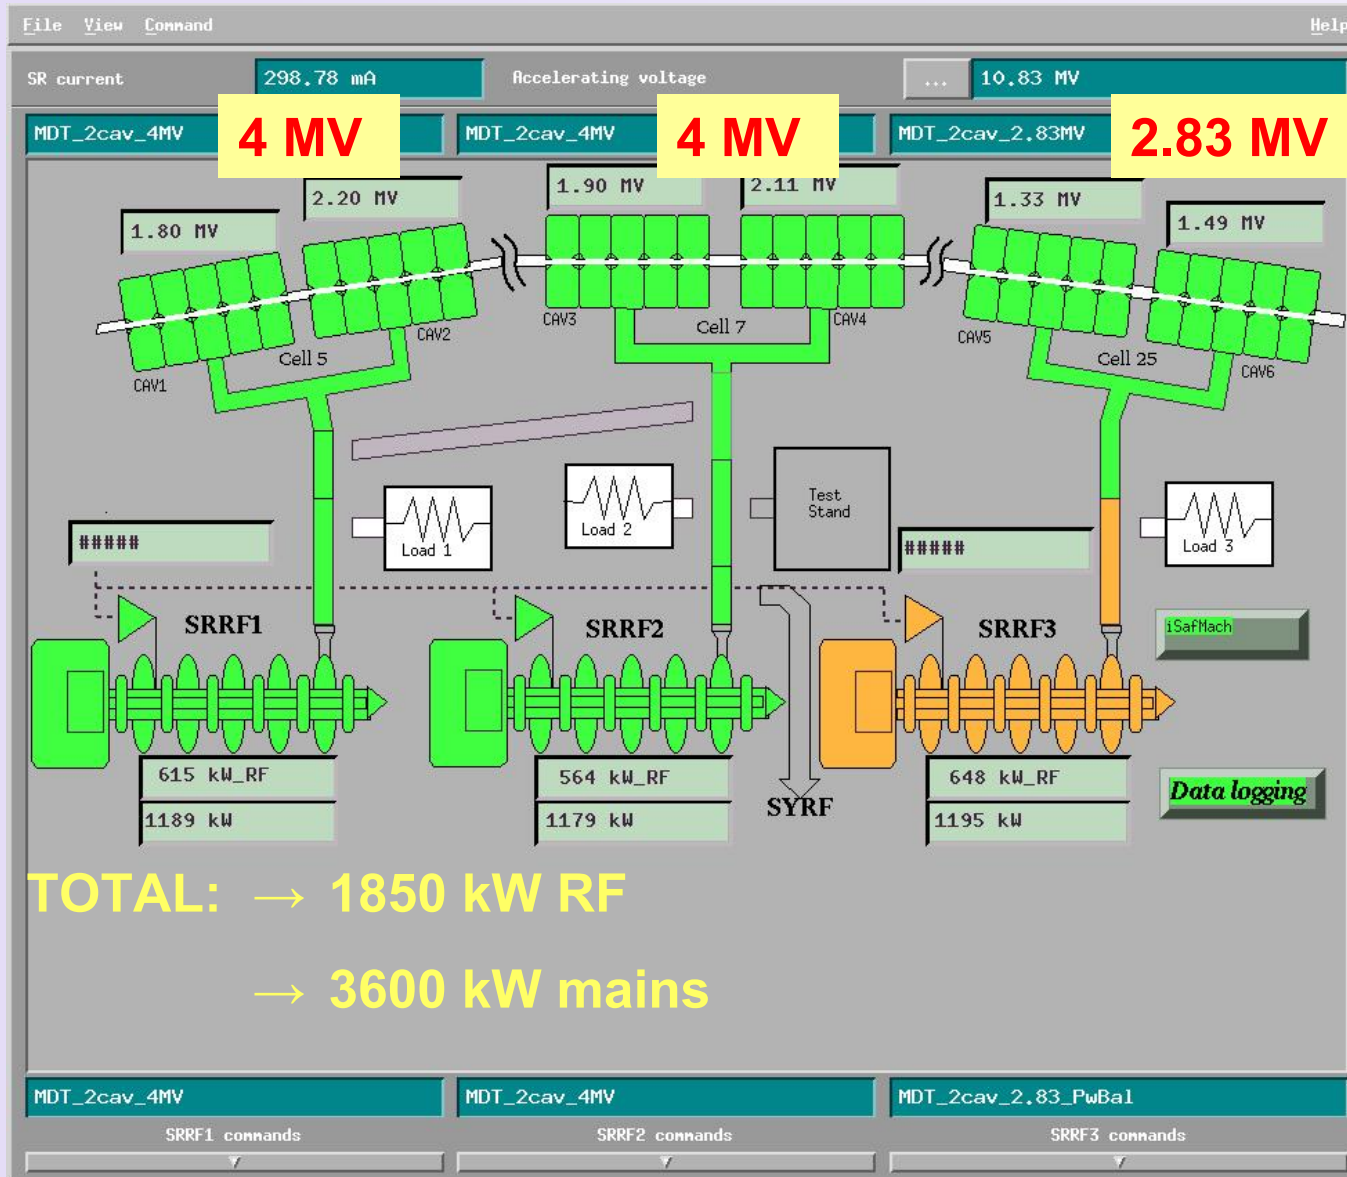 File View Command Help
SR current 298.78 mA Accelerating voltage ... 10.83 MV
MDT_2cav_4MV 4 MV MDT_2cav_4MV 4 MV MDT_2cav_2.83MV 2.83 MV
1.80 MV 2.20 MV 1.90 MV 2.11 MV 1.33 MV 1.49 MV
CAV1 Cell 5 CAV2 CAV3 Cell 7 CAV4 CAV5 Cell 25 CAV6
Load 1 Load 2 Test
Stand
Load 3
#####
#####
SRRF1 SRRF2 SRRF3
iSafMach
615 kW_RF 564 kW_RF 648 kW_RF
1189 kW 1179 kW 1195 kW
SYRF
Data logging
TOTAL: → 1850 kW RF
→ 3600 kW mains
MDT_2cav_4MV MDT_2cav_4MV MDT_2cav_2.83_PwBal
SRRF1 commands SRRF2 commands SRRF3 commands